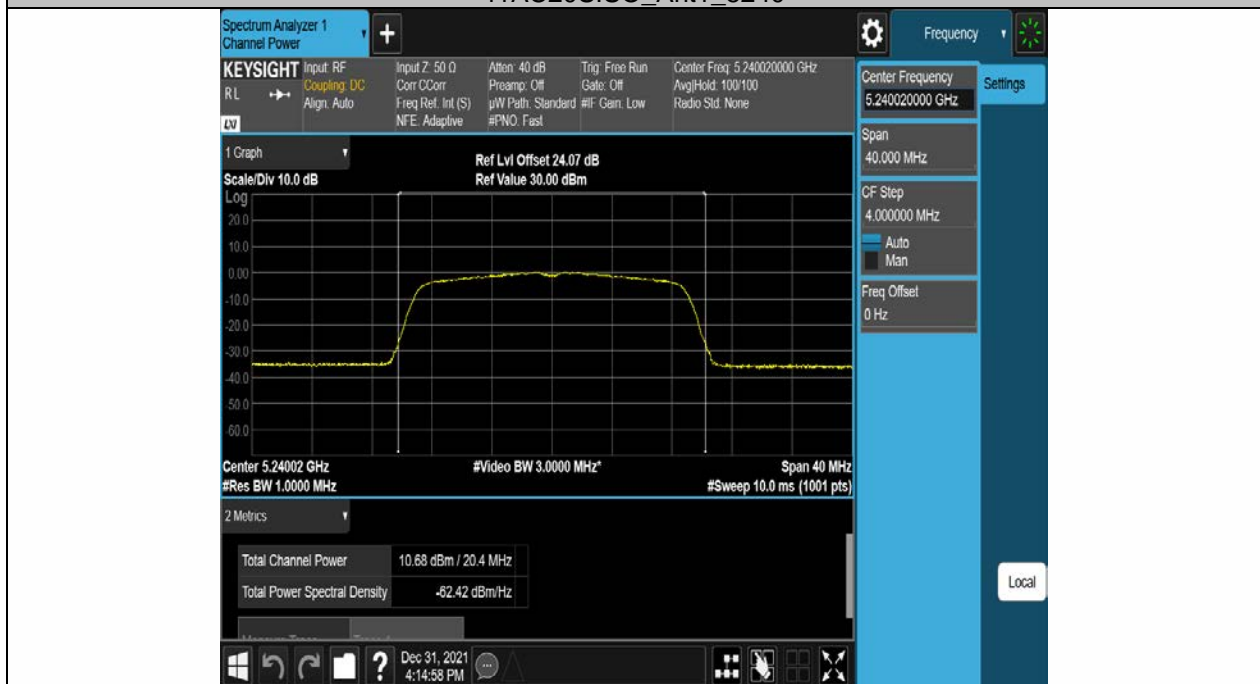 Spectrum Analyzer 1
Channel Power
Frequency
KEYSIGHT
RL
LXI
Input: RF
Coupling: DC
Align: Auto
Input Z: 50 Ω
Corr CCorr
Freq Ref: Int (S)
NFE: Adaptive
Atten: 40 dB
Preamp: Off
µW Path: Standard
#PNO: Fast
Trig: Free Run
Gate: Off
#IF Gain: Low
Center Freq: 5.240020000 GHz
Avg|Hold: 100/100
Radio Std: None
Center Frequency
5.240020000 GHz
Settings
Span
40.000 MHz
CF Step
4.000000 MHz
Auto
Man
Freq Offset
0 Hz
1 Graph
Scale/Div 10.0 dB
Ref Lvl Offset 24.07 dB
Ref Value 30.00 dBm
Log
20.0
10.0
0.00
-10.0
-20.0
-30.0
-40.0
-50.0
-60.0
Center 5.24002 GHz
#Video BW 3.0000 MHz*
Span 40 MHz
#Res BW 1.0000 MHz
#Sweep 10.0 ms (1001 pts)
2 Metrics
Total Channel Power
10.68 dBm / 20.4 MHz
Total Power Spectral Density
-62.42 dBm/Hz
Local
?
Dec 31, 2021
4:14:58 PM